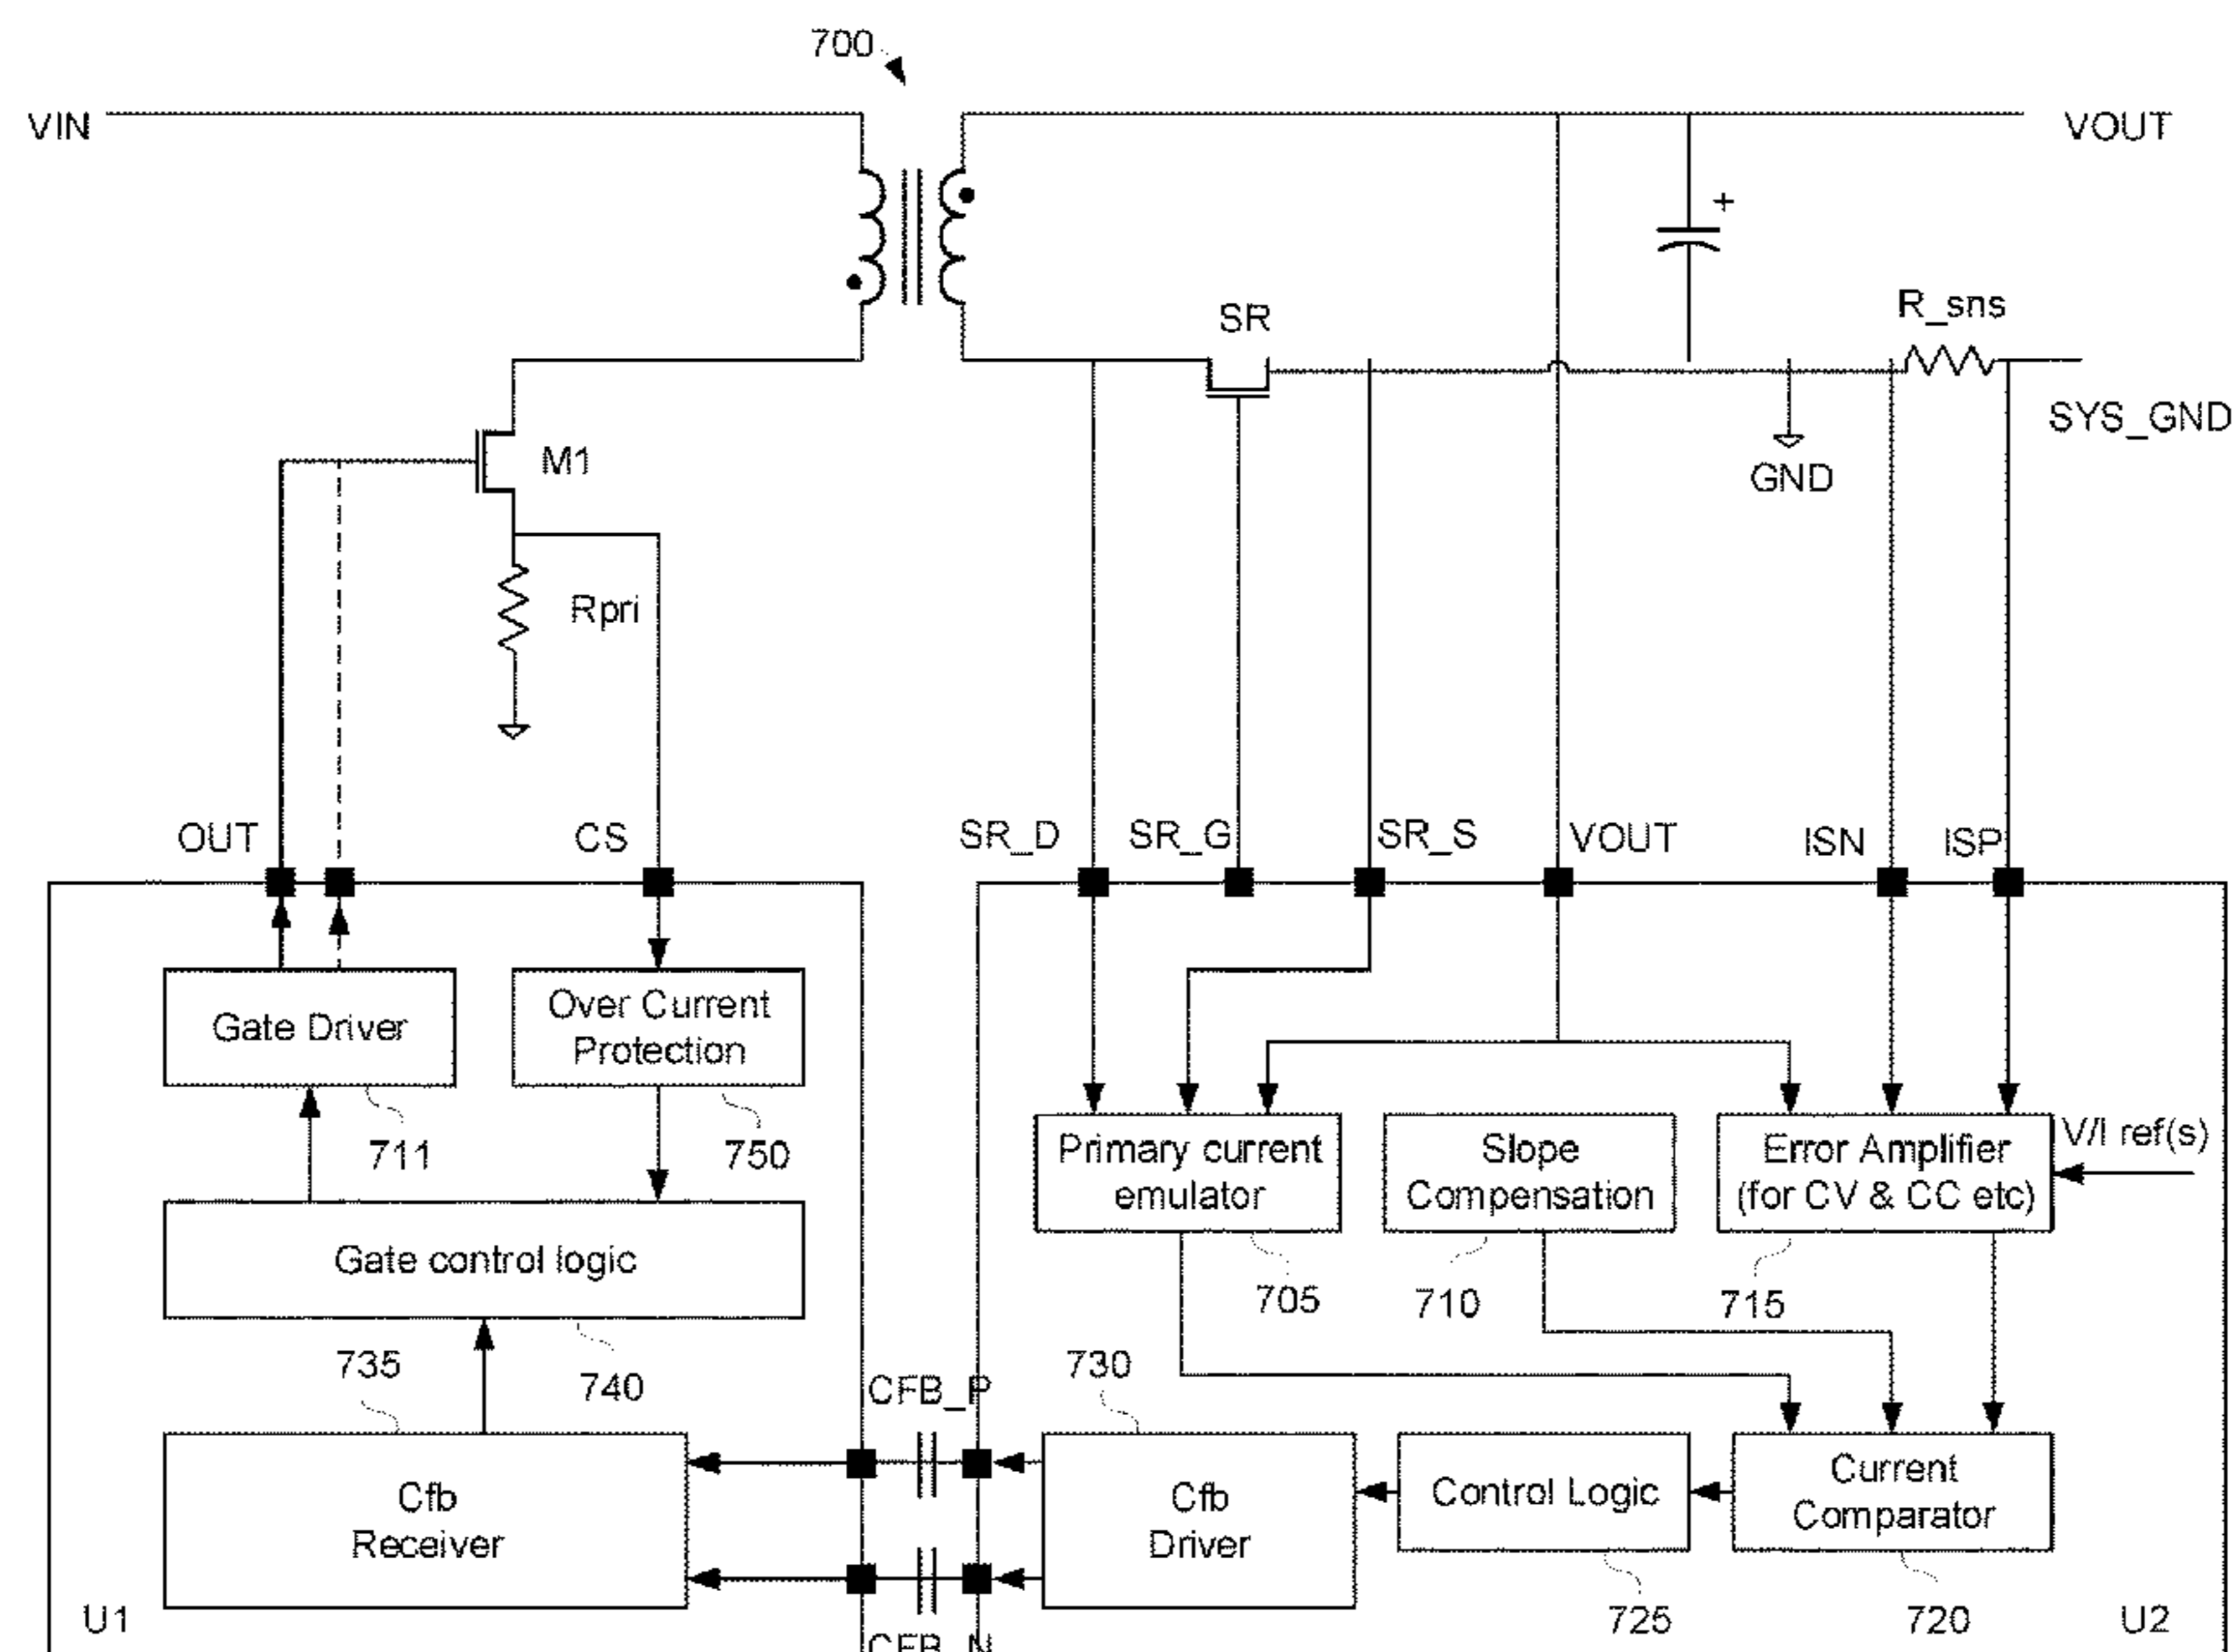 700
VIN
VOUT
+
R_sns
SR
SYS_GND
M1
GND
Rpri
OUT
CS
SR_D
SR_G
SR_S
VOUT
ISN
ISP
Gate Driver
Over Current
Protection
711
750
Primary current
emulator
Slope
Compensation
Error Amplifier
(for CV & CC etc)
V/I ref(s)
Gate control logic
705
710
715
735
740
CFB_P
730
Cfb
Receiver
Cfb
Driver
Control Logic
Current
Comparator
U1
CFB_N
725
720
U2